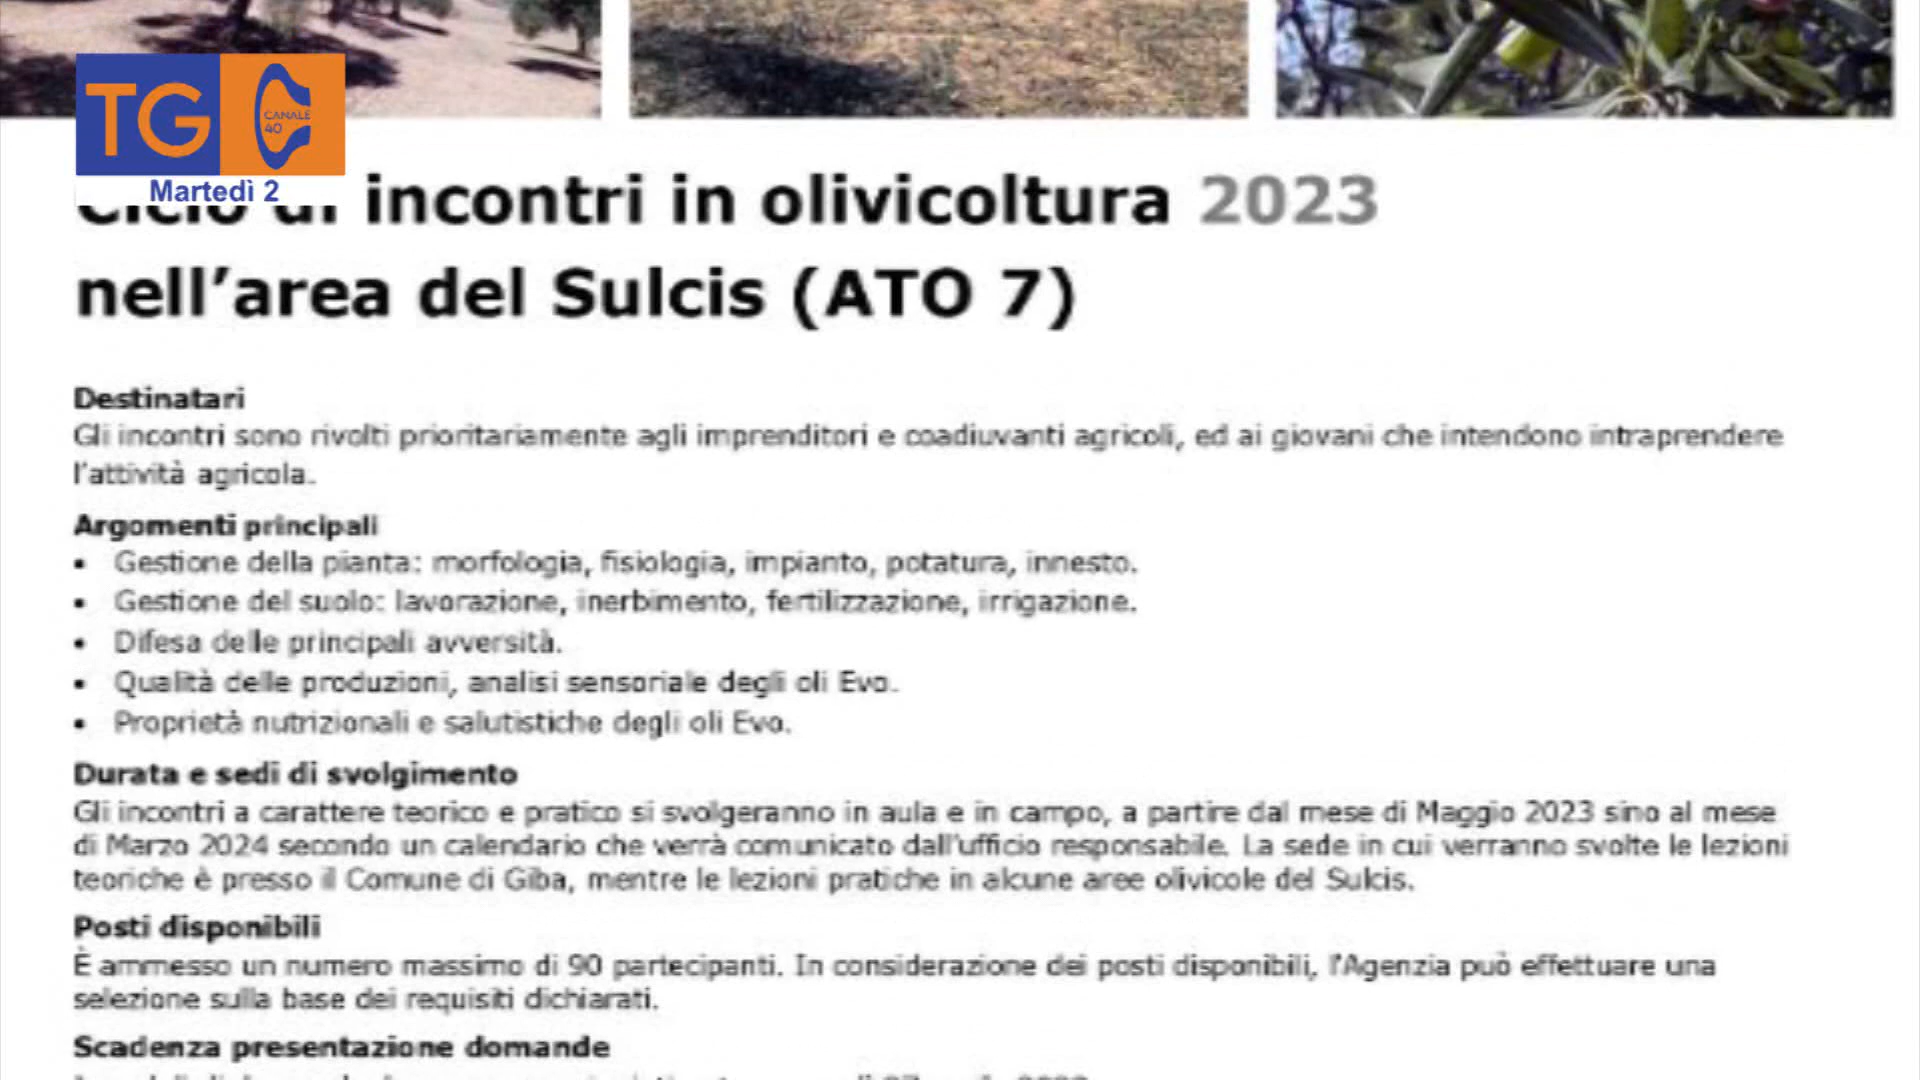 TG
CANALE
40
Martedì 2
Ciclo di incontri in olivicoltura 2023
nell'area del Sulcis (ATO 7)
Destinatari
Gli incontri sono rivolti prioritariamente agli imprenditori e coadiuvanti agricoli, ed ai giovani che intendono intraprendere
l'attività agricola.
Argomenti principali
• Gestione della pianta: morfologia, fisiologia, impianto, potatura, innesto.
• Gestione del suolo: lavorazione, inerbimento, fertilizzazione, irrigazione.
• Difesa delle principali avversità.
• Qualità delle produzioni, analisi sensoriale degli oli Evo.
• Proprietà nutrizionali e salutistiche degli oli Evo.
Durata e sedi di svolgimento
Gli incontri a carattere teorico e pratico si svolgeranno in aula e in campo, a partire dal mese di Maggio 2023 sino al mese
di Marzo 2024 secondo un calendario che verrà comunicato dall'ufficio responsabile. La sede in cui verranno svolte le lezioni
teoriche è presso il Comune di Giba, mentre le lezioni pratiche in alcune aree olivicole del Sulcis.
Posti disponibili
È ammesso un numero massimo di 90 partecipanti. In considerazione dei posti disponibili, l'Agenzia può effettuare una
selezione sulla base dei requisiti dichiarati.
Scadenza presentazione domande